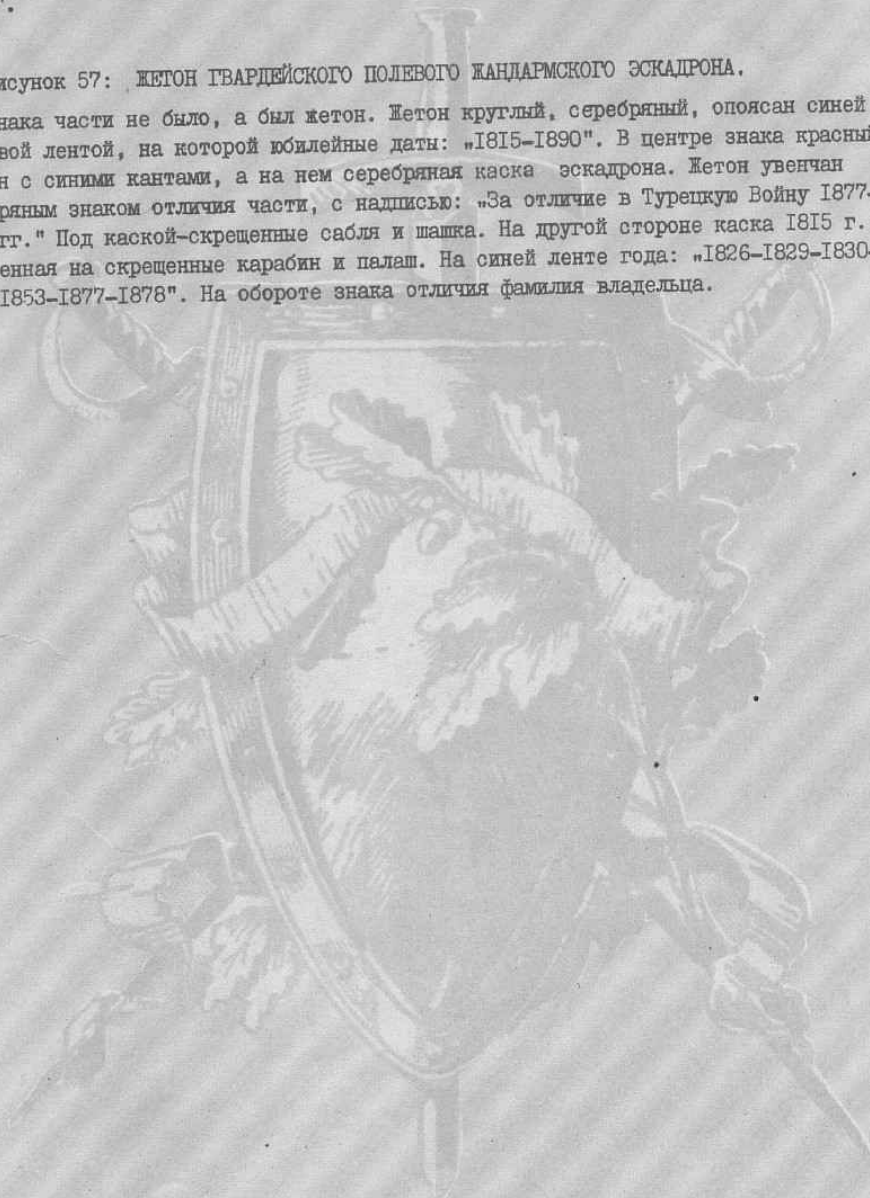 исунок 57: ЖЕТОН ГВАРДЕЙСКОГО ПОЛЕВОГО ЖАНДАРМСКОГО ЭСКАДРОНА.
нака части не было, а был жетон. Жетон круглый, серебряный, опоясан синей
вой лентой, на которой юбилейные даты: „I8I5-I890". В центре знака красный
н с синими кантами, а на нем серебряная каска эскадрона. Жетон увенчан
ряным знаком отличия части, с надписью: „За отличие в Турецкую Войну I877-
гг." Под каской-скрещенные сабля и шашка. На другой стороне каска I8I5 г.
енная на скрещенные карабин и палаш. На синей ленте года: „I826-I829-I830-
I853-I877-I878". На обороте знака отличия фамилия владельца.